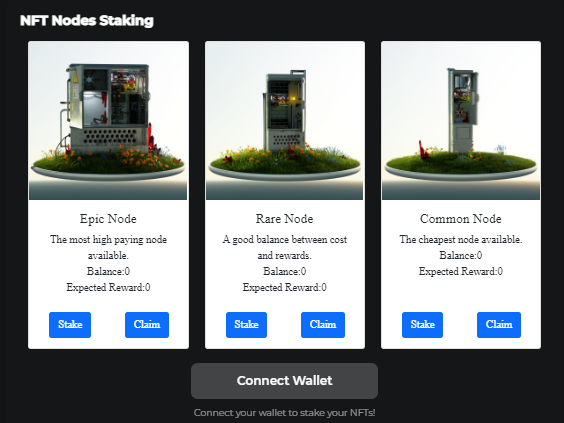 NFT Nodes Staking
Epic Node
The most high paying node
available.
Balance:0
Expected Reward:0
Stake
Claim
Rare Node
A good balance between cost
and rewards.
Balance:0
Expected Reward:0
Stake
Claim
Common Node
The cheapest node available.
Balance:0
Expected Reward:0
Stake
Claim
Connect Wallet
Connect your wallet to stake your NFTs!